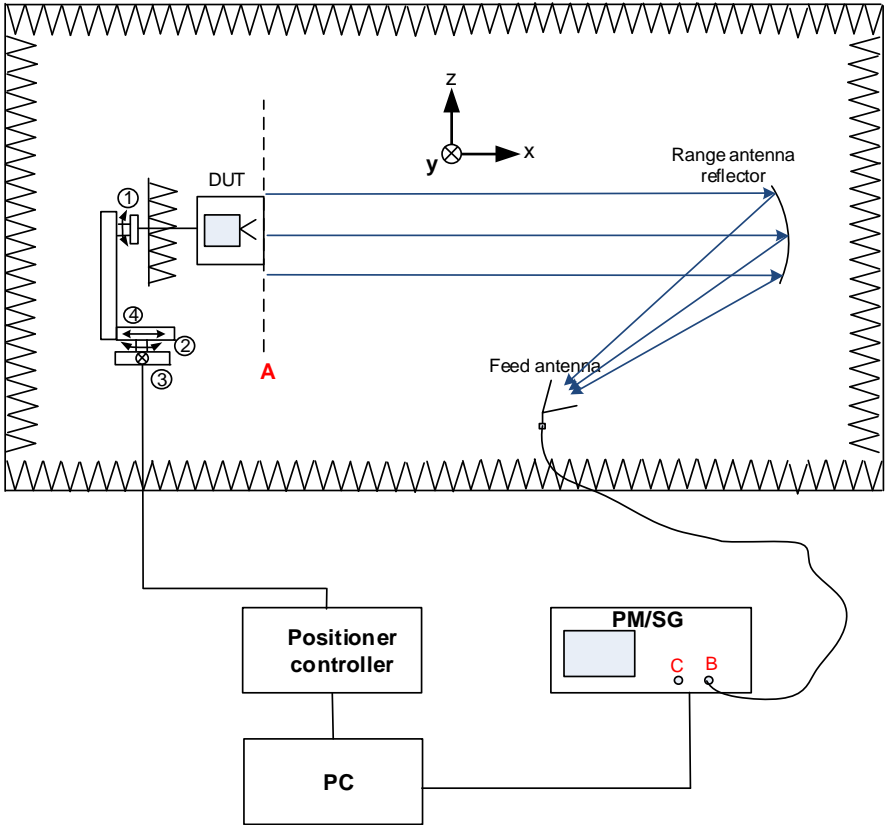 z
y
x
Range antenna
reflector
DUT
①
④
②
③
A
Feed antenna
Positioner
controller
PM/SG
C
B
PC